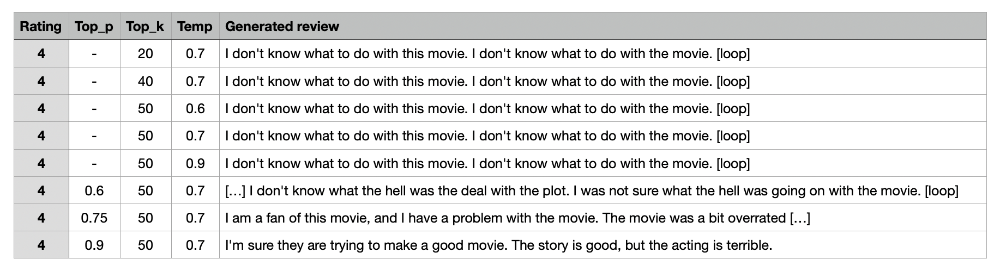 Rating Top_p Top_k Temp Generated review
4 - 20 0.7 I don't know what to do with this movie. I don't know what to do with the movie. [loop]
4 - 40 0.7 I don't know what to do with this movie. I don't know what to do with the movie. [loop]
4 - 50 0.6 I don't know what to do with this movie. I don't know what to do with the movie. [loop]
4 - 50 0.7 I don't know what to do with this movie. I don't know what to do with the movie. [loop]
4 - 50 0.9 I don't know what to do with this movie. I don't know what to do with the movie. [loop]
4 0.6 50 0.7 […] I don't know what the hell was the deal with the plot. I was not sure what the hell was going on with the movie. [loop]
4 0.75 50 0.7 I am a fan of this movie, and I have a problem with the movie. The movie was a bit overrated […]
4 0.9 50 0.7 I'm sure they are trying to make a good movie. The story is good, but the acting is terrible.